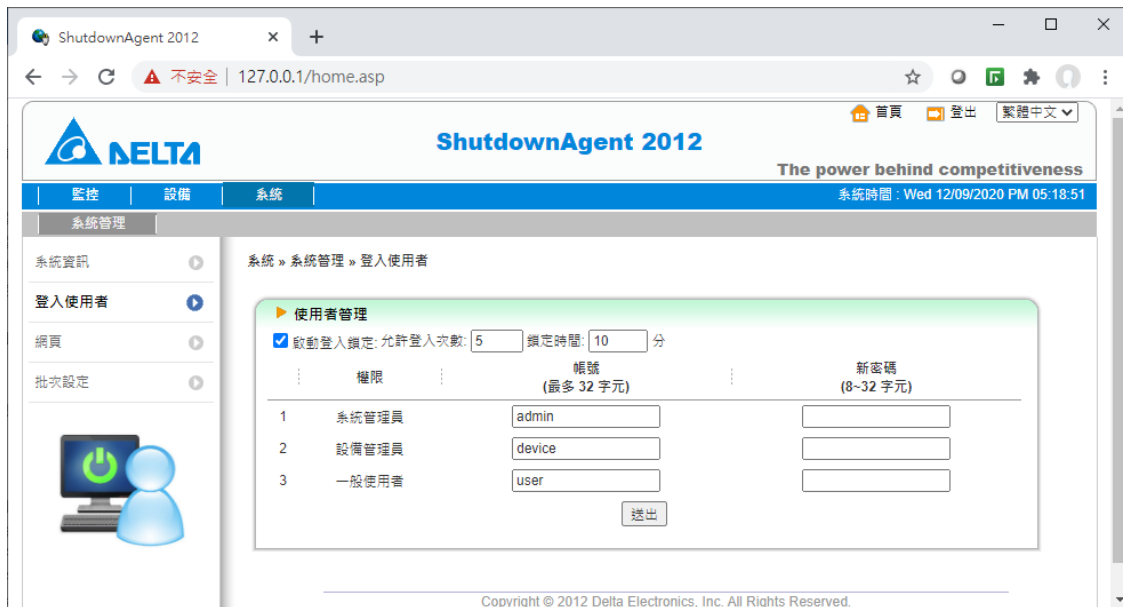 ShutdownAgent 2012
不安全 | 127.0.0.1/home.asp
首頁 登出 繁體中文
DELTA
ShutdownAgent 2012
The power behind competitiveness
監控 設備 系統 系統時間 : Wed 12/09/2020 PM 05:18:51
系統管理
系統資訊
登入使用者
網頁
批次設定
系統 » 系統管理 » 登入使用者
使用者管理
啟動登入鎖定: 允許登入次數: 5 鎖定時間: 10 分
權限 帳號 新密碼
(最多 32 字元) (8~32 字元)
1 系統管理員 admin
2 設備管理員 device
3 一般使用者 user
送出
Copyright © 2012 Delta Electronics, Inc. All Rights Reserved.